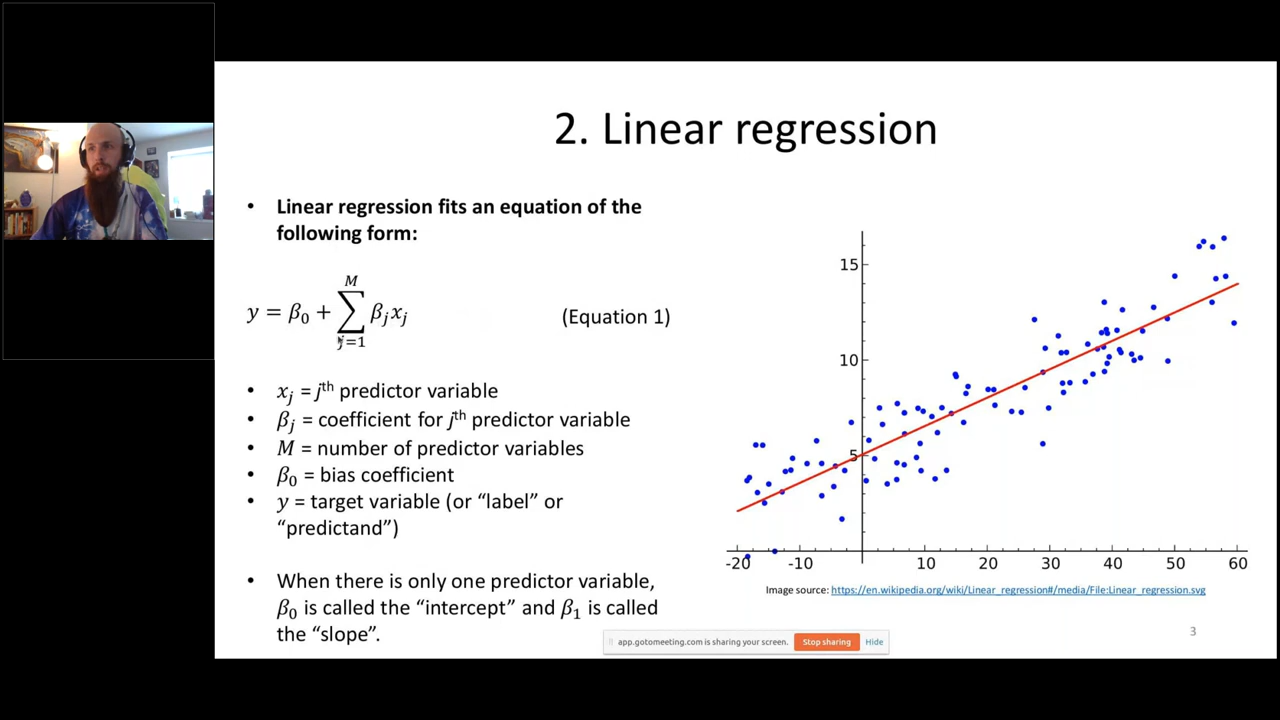 2. Linear regression
• Linear regression fits an equation of the
following form:
y = β₀ + ∑ⱼ₌₁ᴹ βⱼxⱼ (Equation 1)
• xⱼ = jᵗʰ predictor variable
• βⱼ = coefficient for jᵗʰ predictor variable
• M = number of predictor variables
• β₀ = bias coefficient
• y = target variable (or “label” or
“predictand”)
• When there is only one predictor variable,
β₀ is called the “intercept” and β₁ is called
the “slope”.
15
10
5
-20 -10 10 20 30 40 50 60
Image source: https://en.wikipedia.org/wiki/Linear_regression#/media/File:Linear_regression.svg
3
app.gotomeeting.com is sharing your screen. Stop sharing Hide